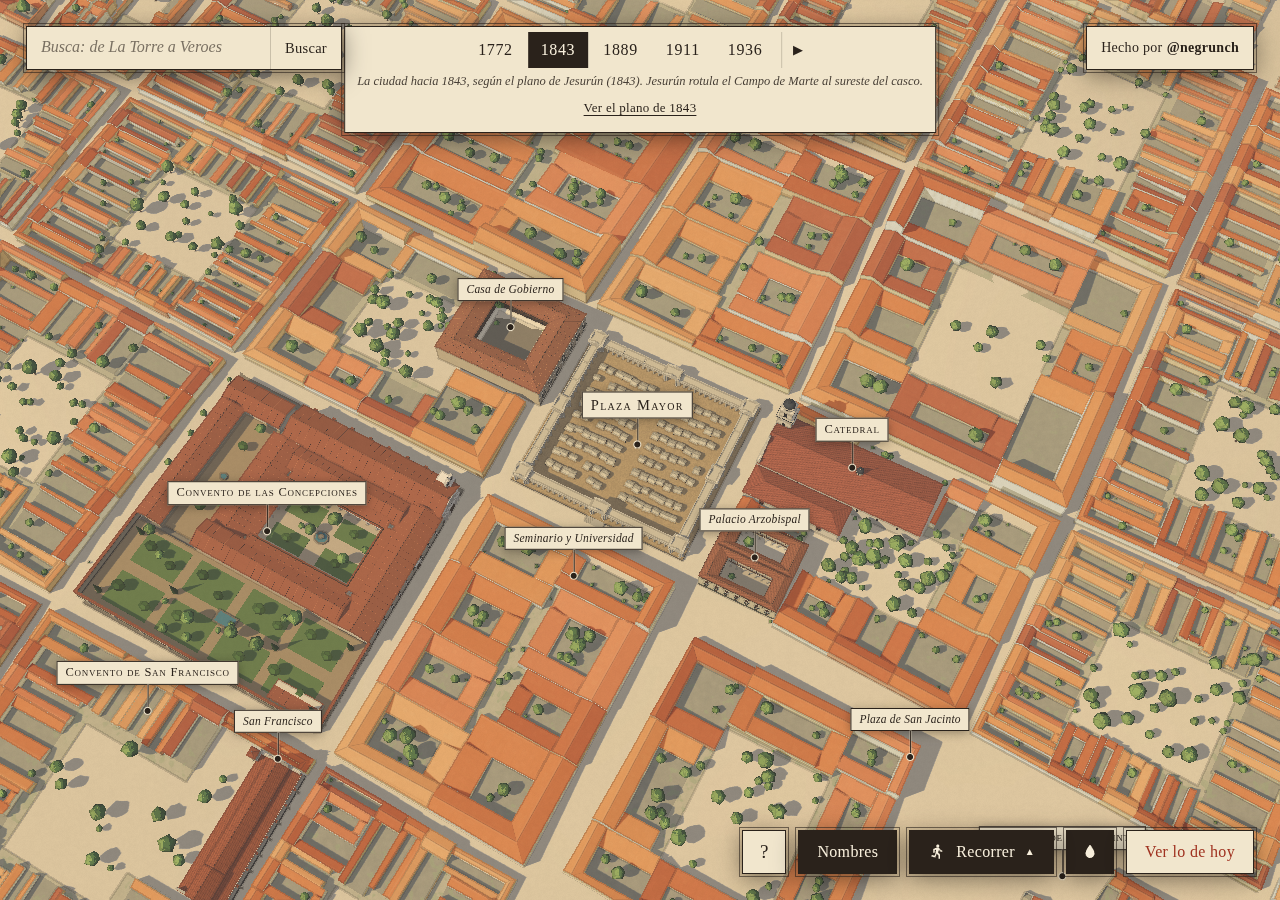 Busca: de La Torre a Veroes
Buscar
1772 1843 1889 1911 1936 ▶
La ciudad hacia 1843, según el plano de Jesurún (1843). Jesurún rotula el Campo de Marte al sureste del casco.
Ver el plano de 1843
Hecho por @negrunch
Casa de Gobierno
Plaza Mayor
Catedral
Convento de las Concepciones
Palacio Arzobispal
Seminario y Universidad
Convento de San Francisco
San Francisco
Plaza de San Jacinto
?
Nombres
Recorrer ▲
Ver lo de hoy